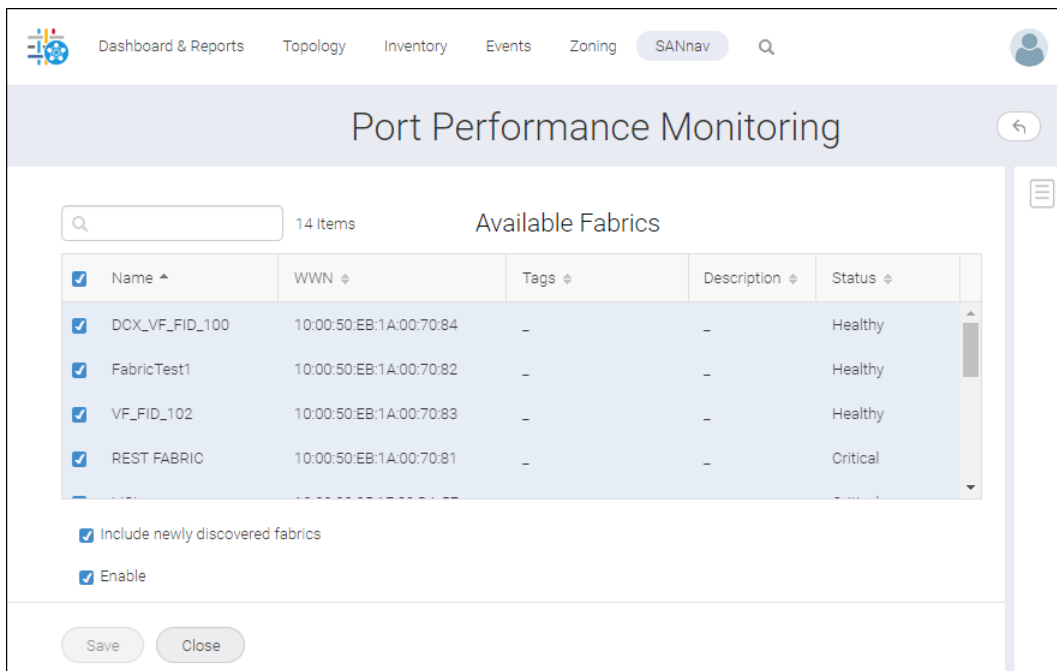 Dashboard & Reports Topology Inventory Events Zoning SANnav
Port Performance Monitoring
14 Items Available Fabrics
Name WWN Tags Description Status
DCX_VF_FID_100 10:00:50:EB:1A:00:70:84 _ _ Healthy
FabricTest1 10:00:50:EB:1A:00:70:82 _ _ Healthy
VF_FID_102 10:00:50:EB:1A:00:70:83 _ _ Healthy
REST FABRIC 10:00:50:EB:1A:00:70:81 _ _ Critical
Include newly discovered fabrics
Enable
Save Close